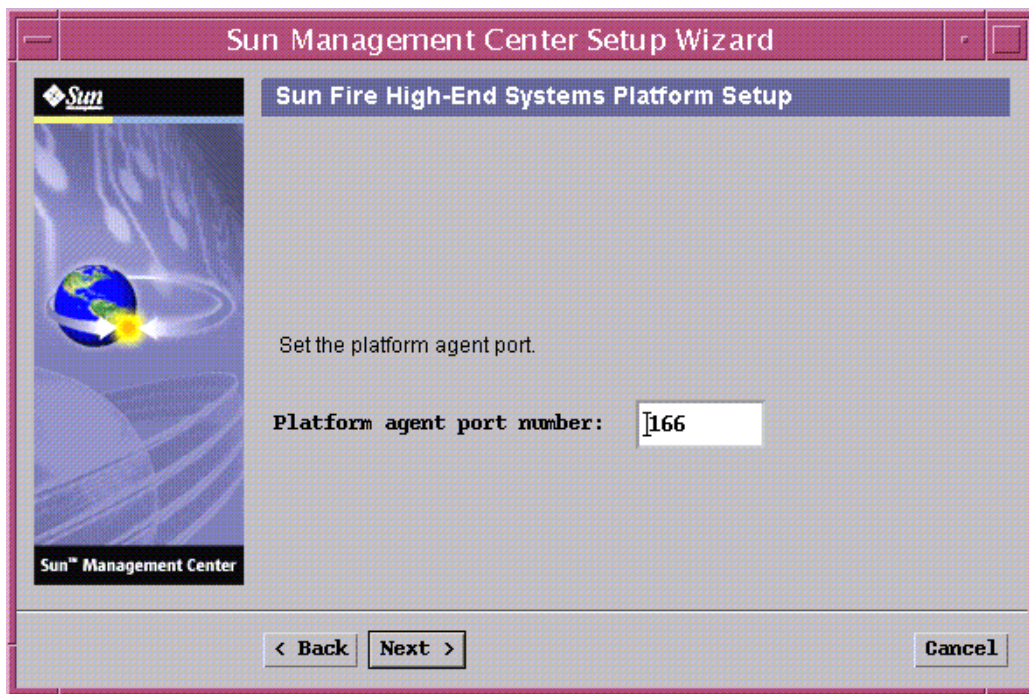 Sun Management Center Setup Wizard
Sun
Sun Fire High-End Systems Platform Setup
Set the platform agent port.
Platform agent port number: 166
Sun™ Management Center
< Back Next > Cancel